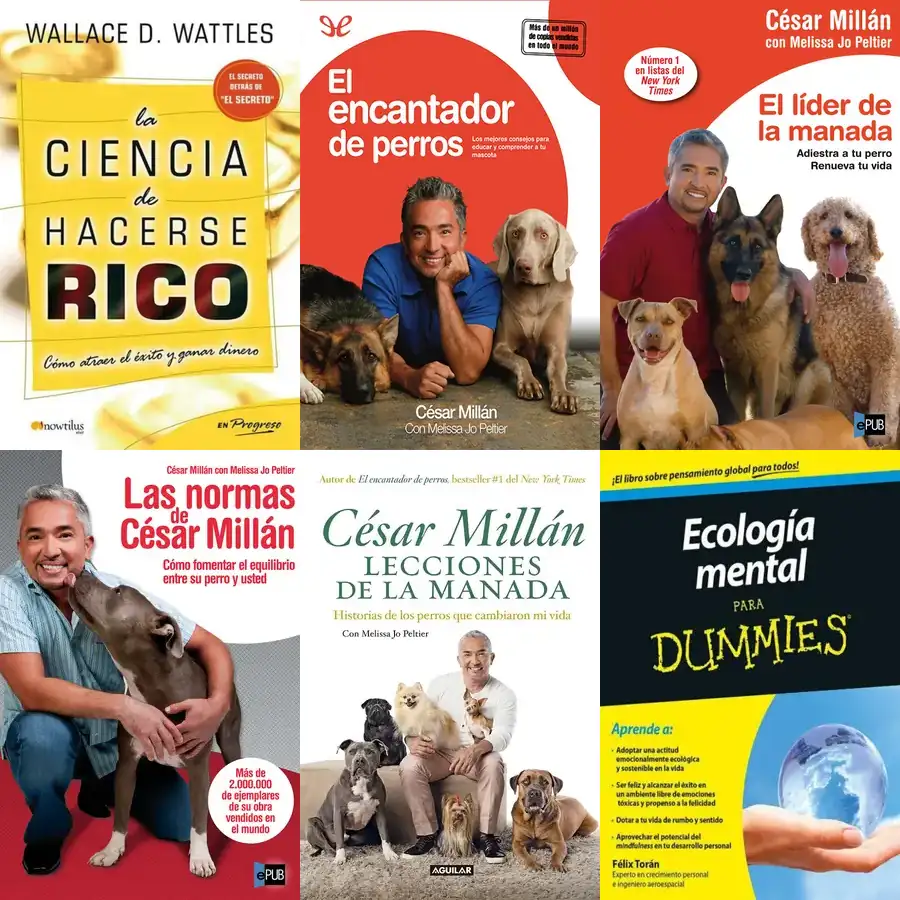 WALLACE D. WATTLES
EL SECRETO
DETRÁS DE
"EL SECRETO"
la
CIENCIA
de
HACERSE
RICO
Cómo atraer el éxito y ganar dinero
nowtilus
EN Progreso
Más de un millón
de copias vendidas
en todo el mundo
El
encantador
de perros
Los mejores consejos para
educar y comprender a tu
mascota
César Millán
Con Melissa Jo Peltier
César Millán
con Melissa Jo Peltier
Número 1
en listas del
New York
Times
El líder de
la manada
Adiestra a tu perro
Renueva tu vida
ePUB
César Millán con Melissa Jo Peltier
Las normas
de
César Millán
Cómo fomentar el equilibrio
entre su perro y usted
Más de
2.000.000
de ejemplares
de su obra
vendidos en
el mundo
ePUB
Autor de El encantador de perros, bestseller #1 del New York Times
César Millán
LECCIONES
DE LA MANADA
Historias de los perros que cambiaron mi vida
Con Melissa Jo Peltier
AGUILAR
¡El libro sobre pensamiento global para todos!
Ecología
mental
PARA
DUMMIES
Aprende a:
· Adoptar una actitud
emocionalmente ecológica
y sostenible en la vida
· Ser feliz y alcanzar el éxito en
un ambiente libre de emociones
tóxicas y propenso a la felicidad
· Dotar a tu vida de rumbo y sentido
· Aprovechar el potencial del
mindfulness en tu desarrollo personal
Félix Torán
Experto en crecimiento personal
e ingeniero aeroespacial